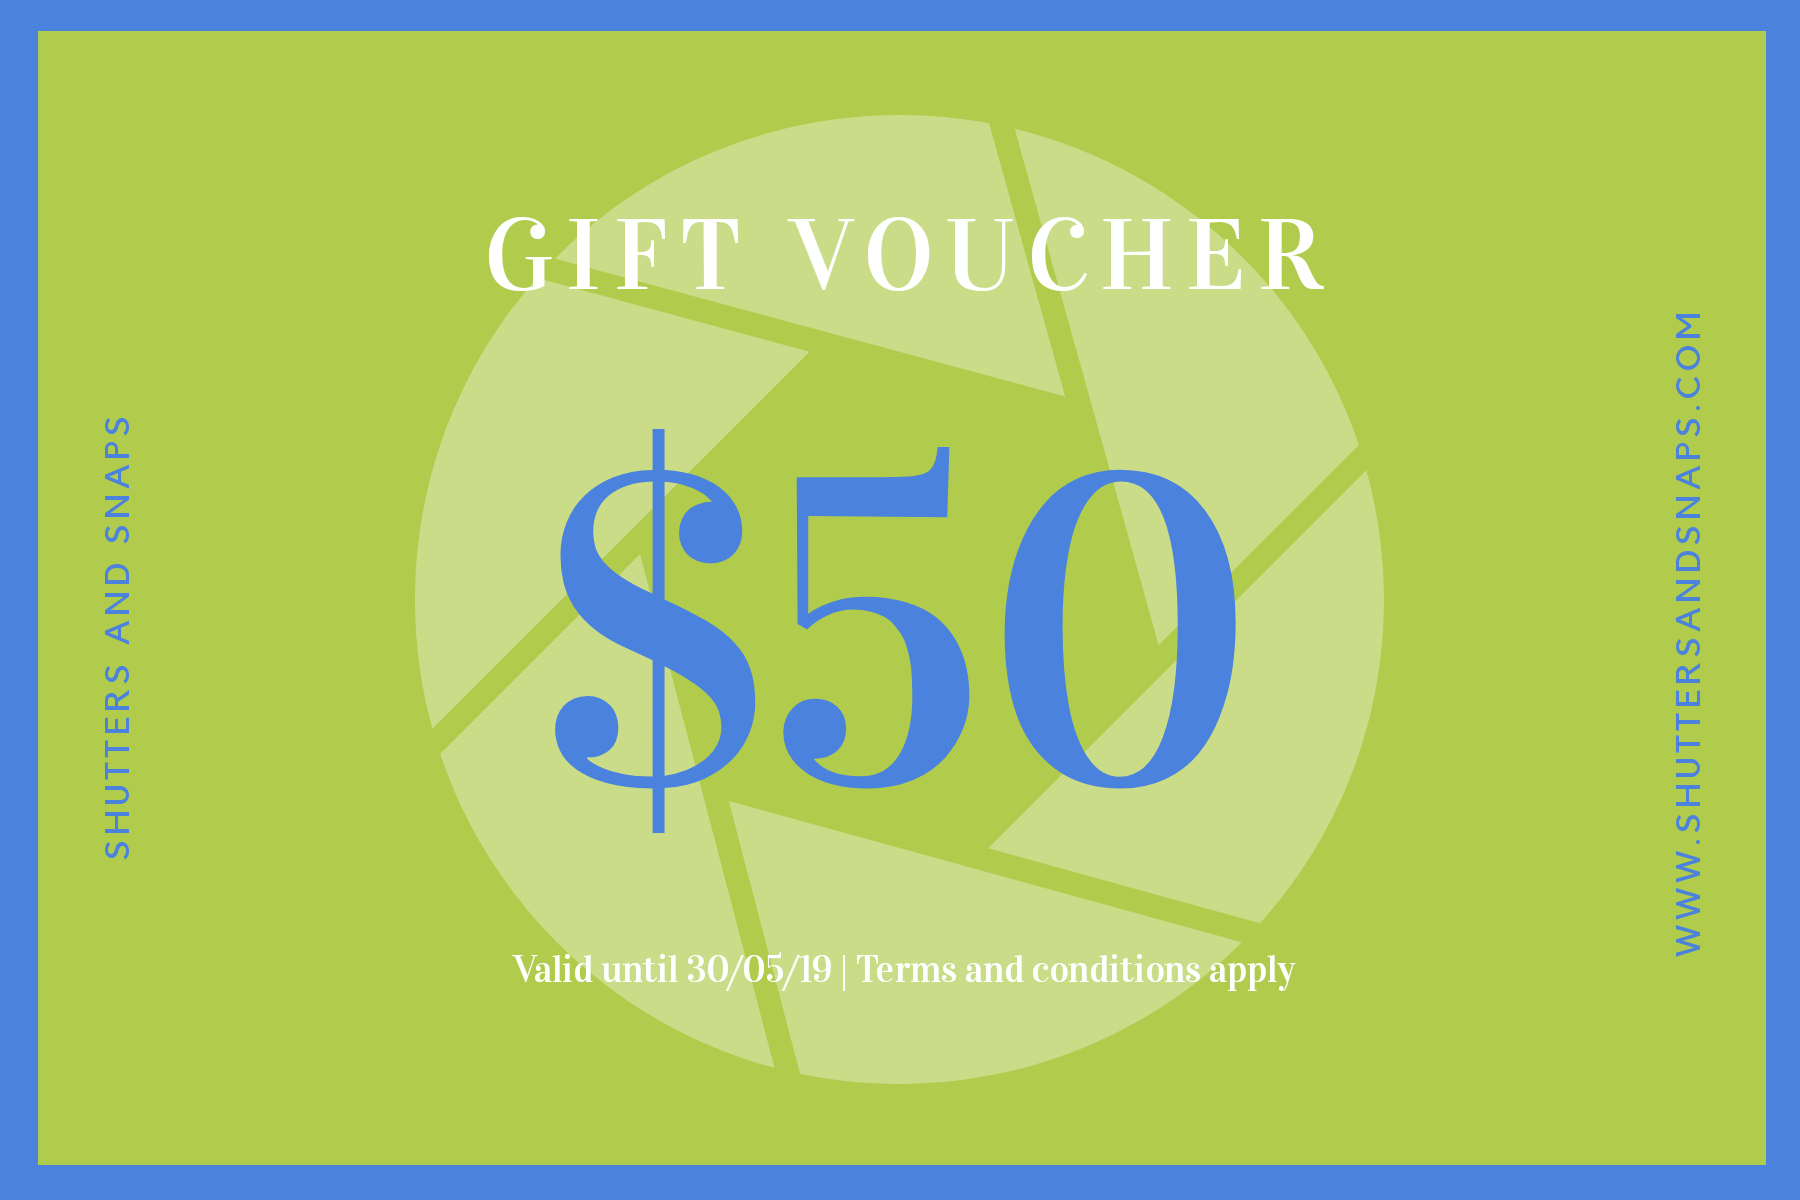 GIFT VOUCHER
SHUTTERS AND SNAPS
$50
WWW.SHUTTERSANDSNAPS.COM
Valid until 30/05/19 | Terms and conditions apply